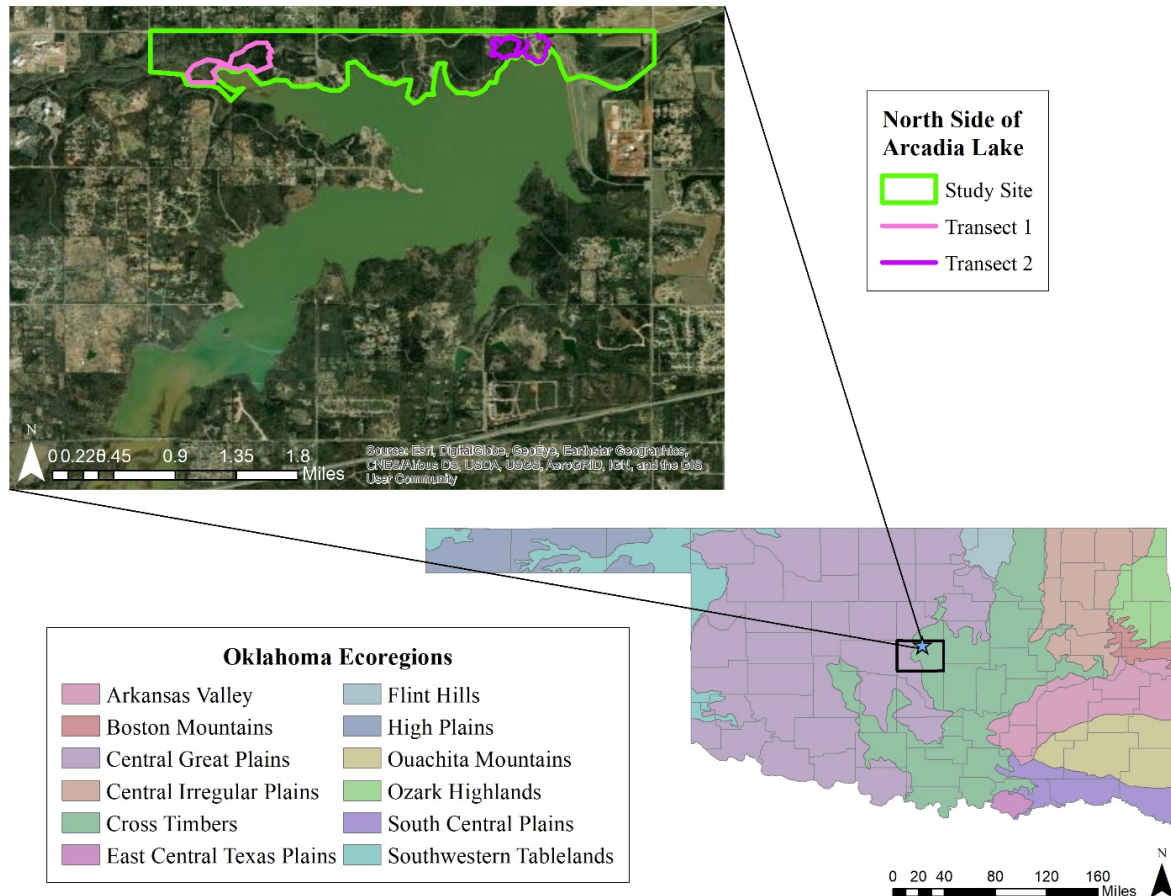 North Side of
Arcadia Lake
Study Site
Transect 1
Transect 2
N
0 0.225 0.45 0.9 1.35 1.8
Miles
Source: Esri, DigitalGlobe, GeoEye, Earthstar Geographics,
CNES/Airbus DS, USDA, USGS, AeroGRID, IGN, and the GIS
User Community
Oklahoma Ecoregions
Arkansas Valley
Boston Mountains
Central Great Plains
Central Irregular Plains
Cross Timbers
East Central Texas Plains
Flint Hills
High Plains
Ouachita Mountains
Ozark Highlands
South Central Plains
Southwestern Tablelands
N
0 20 40 80 120 160
Miles